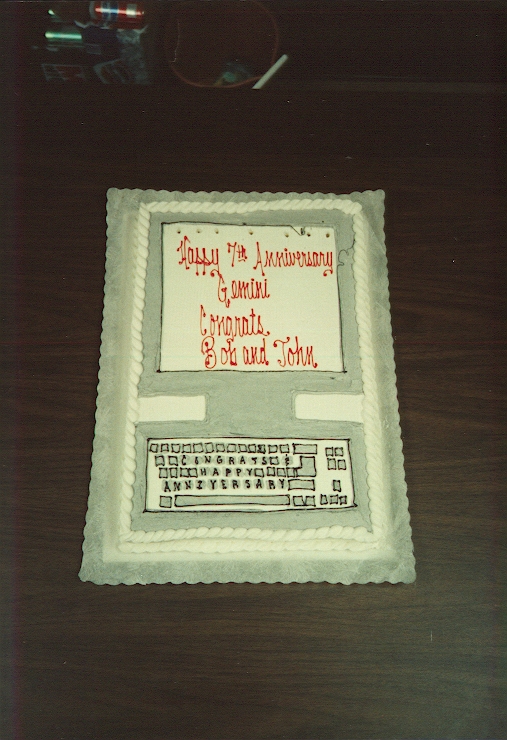 Happy 7th Anniversary
Gemini
Congrats
Bob and John
CONGRATS!
HAPPY
ANNIVERSARY